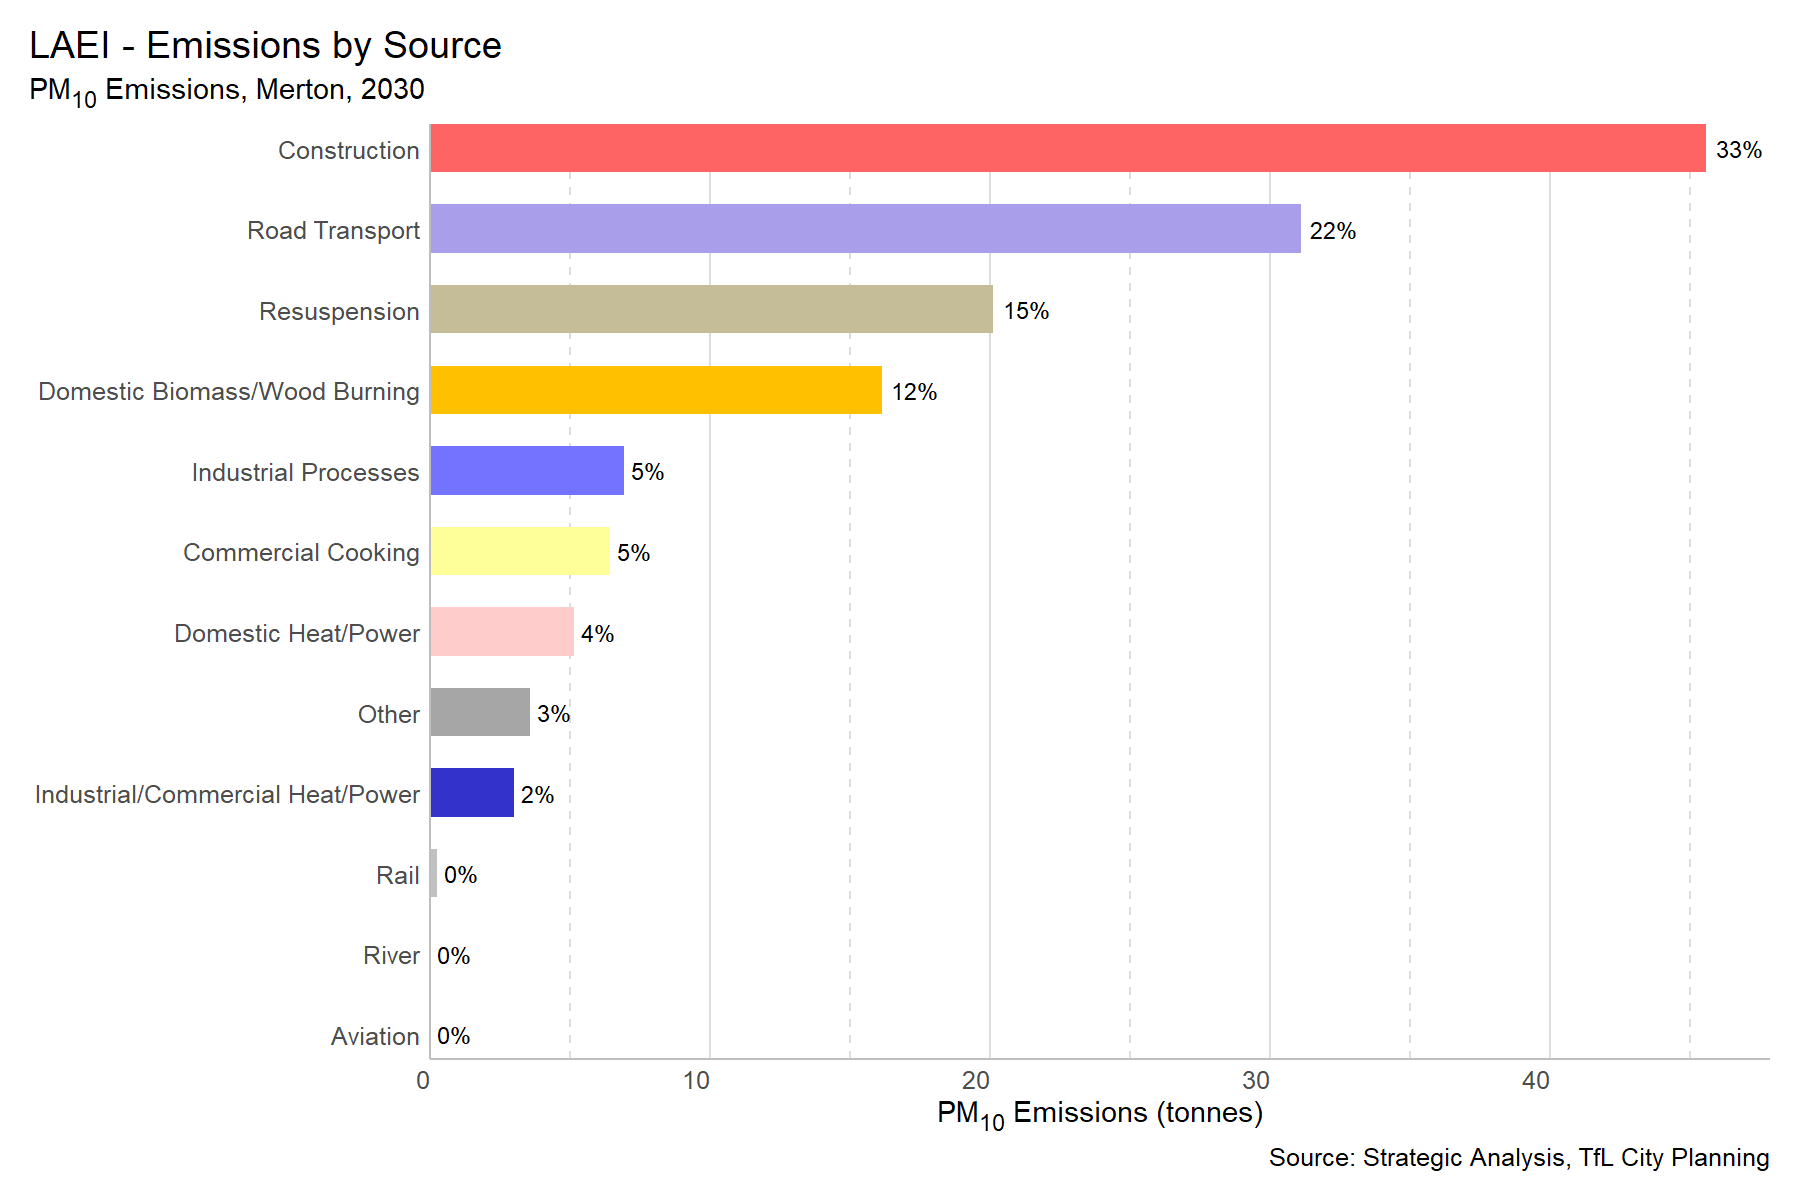 LAEI - Emissions by Source
PM10 Emissions, Merton, 2030
Construction 33%
Road Transport 22%
Resuspension 15%
Domestic Biomass/Wood Burning 12%
Industrial Processes 5%
Commercial Cooking 5%
Domestic Heat/Power 4%
Other 3%
Industrial/Commercial Heat/Power 2%
Rail 0%
River 0%
Aviation 0%
0 10 20 30 40
PM10 Emissions (tonnes)
Source: Strategic Analysis, TfL City Planning